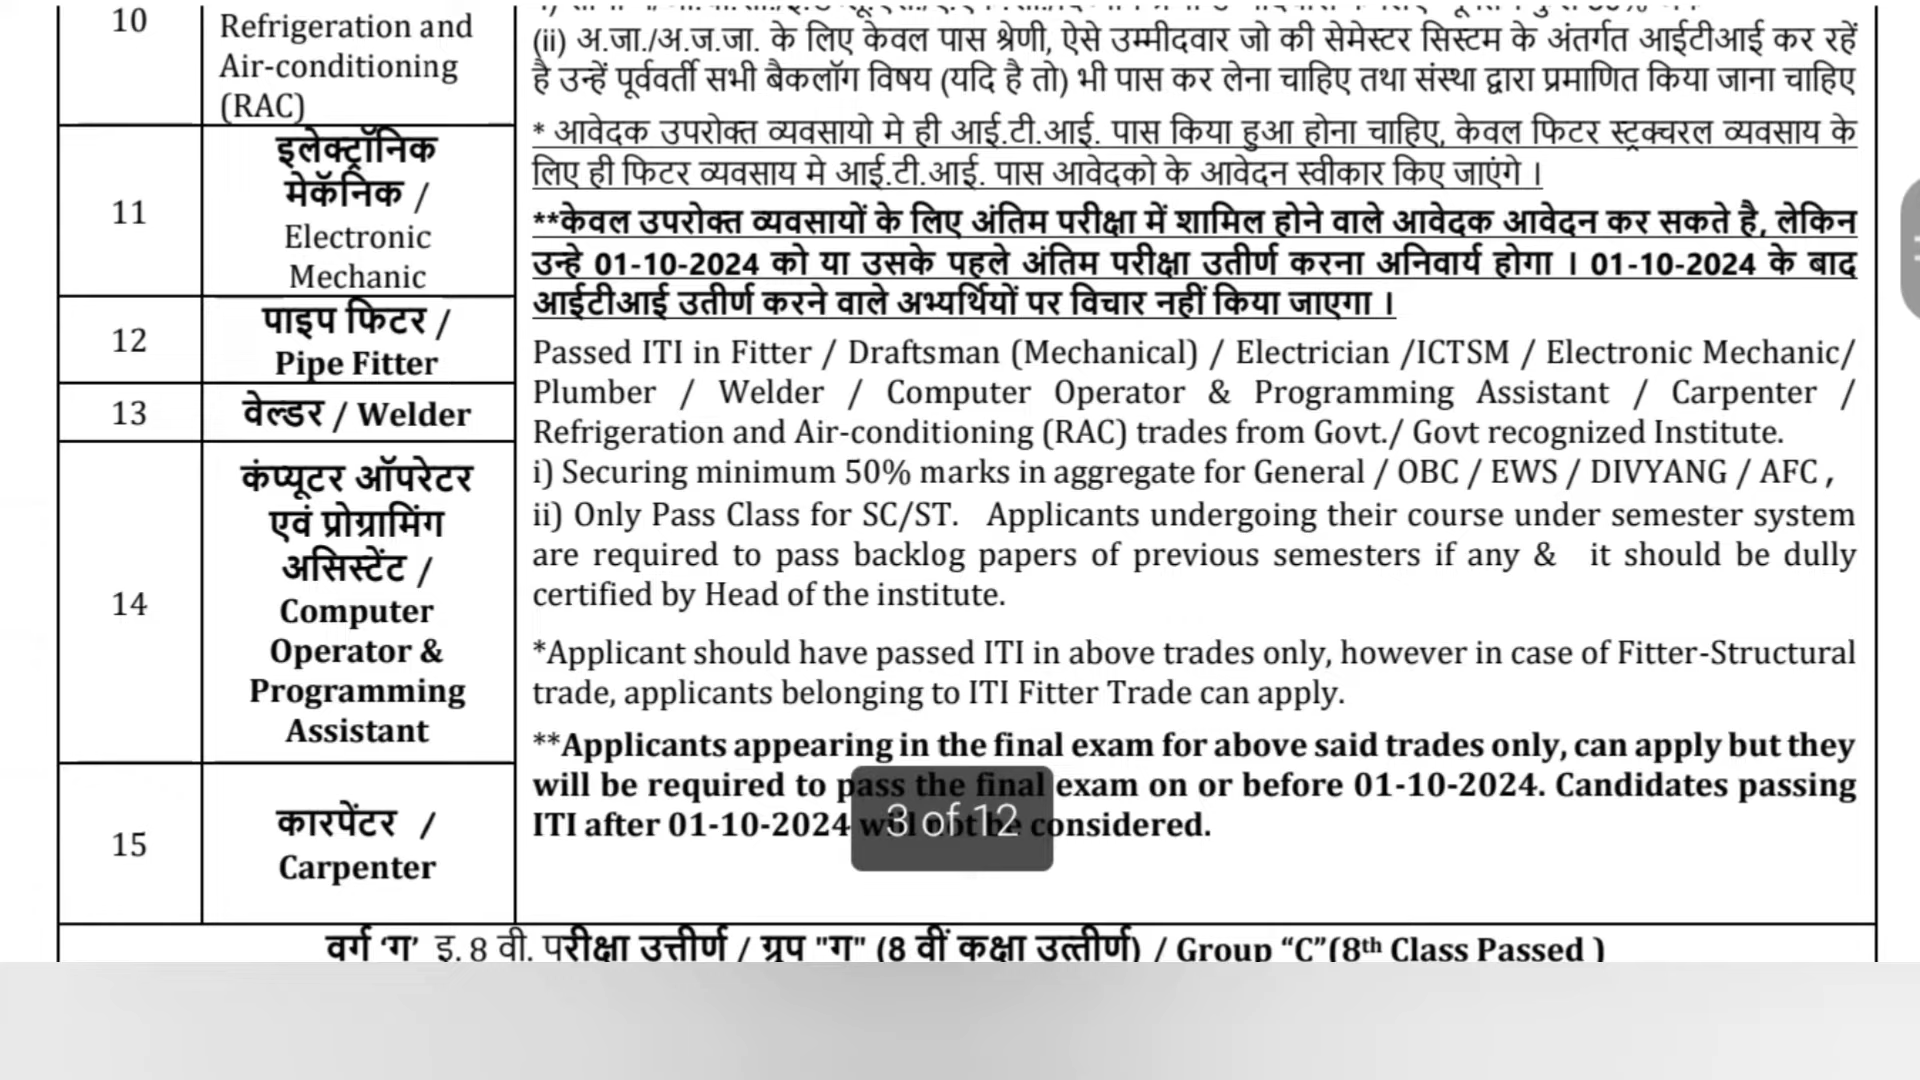 10
Refrigeration and
Air-conditioning
(RAC)
(ii) अ.जा./अ.ज.जा. के लिए केवल पास श्रेणी, ऐसे उम्मीदवार जो की सेमेस्टर सिस्टम के अंतर्गत आईटीआई कर रहें
है उन्हें पूर्ववर्ती सभी बैकलॉग विषय (यदि है तो) भी पास कर लेना चाहिए तथा संस्था द्वारा प्रमाणित किया जाना चाहिए
* आवेदक उपरोक्त व्यवसायो मे ही आई.टी.आई. पास किया हुआ होना चाहिए, केवल फिटर स्ट्रक्चरल व्यवसाय के
लिए ही फिटर व्यवसाय मे आई.टी.आई. पास आवेदको के आवेदन स्वीकार किए जाएंगे ।
**केवल उपरोक्त व्यवसायों के लिए अंतिम परीक्षा में शामिल होने वाले आवेदक आवेदन कर सकते है, लेकिन
उन्हे 01-10-2024 को या उसके पहले अंतिम परीक्षा उतीर्ण करना अनिवार्य होगा । 01-10-2024 के बाद
आईटीआई उतीर्ण करने वाले अभ्यर्थियों पर विचार नहीं किया जाएगा ।
Passed ITI in Fitter / Draftsman (Mechanical) / Electrician /ICTSM / Electronic Mechanic/
Plumber / Welder / Computer Operator & Programming Assistant / Carpenter /
Refrigeration and Air-conditioning (RAC) trades from Govt./ Govt recognized Institute.
i) Securing minimum 50% marks in aggregate for General / OBC / EWS / DIVYANG / AFC ,
ii) Only Pass Class for SC/ST. Applicants undergoing their course under semester system
are required to pass backlog papers of previous semesters if any & it should be dully
certified by Head of the institute.
*Applicant should have passed ITI in above trades only, however in case of Fitter-Structural
trade, applicants belonging to ITI Fitter Trade can apply.
**Applicants appearing in the final exam for above said trades only, can apply but they
will be required to pass the final exam on or before 01-10-2024. Candidates passing
ITI after 01-10-2024 will not be considered.
3 of 12
11
इलेक्ट्रॉनिक
मेकॅनिक /
Electronic
Mechanic
12
पाइप फिटर /
Pipe Fitter
13
वेल्डर / Welder
14
कंप्यूटर ऑपरेटर
एवं प्रोग्रामिंग
असिस्टेंट /
Computer
Operator &
Programming
Assistant
15
कारपेंटर /
Carpenter
वर्ग ‘ग’ इ. 8 वी. परीक्षा उत्तीर्ण / ग्रुप "ग" (8 वीं कक्षा उत्तीर्ण) / Group “C”(8th Class Passed )